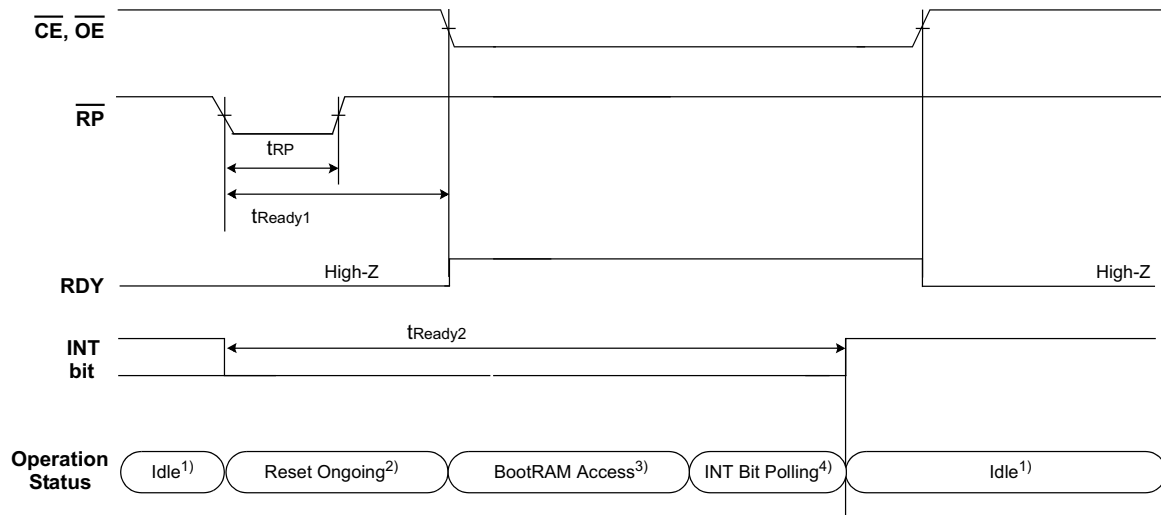 CE, OE
RP
tRP
tReady1
High-Z
High-Z
RDY
tReady2
INT
bit
Operation
Status
Idle1)
Reset Ongoing2)
BootRAM Access3)
INT Bit Polling4)
Idle1)